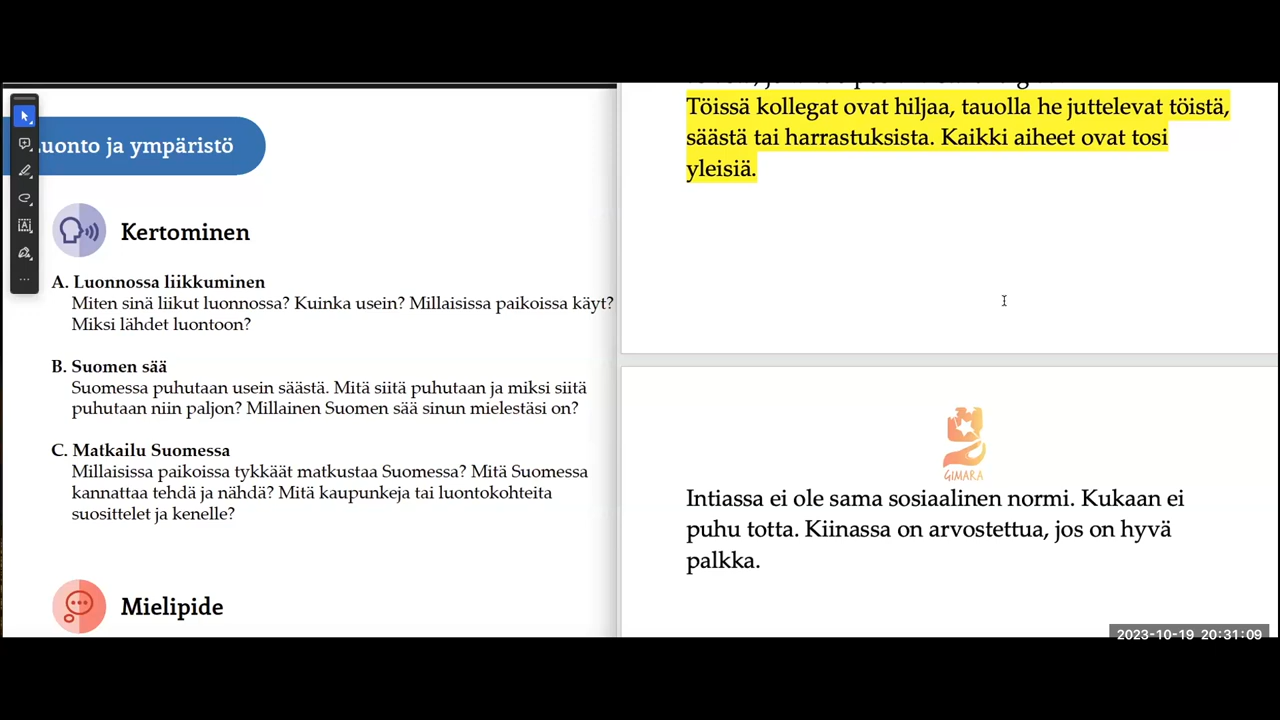 uonto ja ympäristö
Kertominen
A. Luonnossa liikkuminen
Miten sinä liikut luonnossa? Kuinka usein? Millaisissa paikoissa käyt?
Miksi lähdet luontoon?
B. Suomen sää
Suomessa puhutaan usein säästä. Mitä siitä puhutaan ja miksi siitä
puhutaan niin paljon? Millainen Suomen sää sinun mielestäsi on?
C. Matkailu Suomessa
Millaisissa paikoissa tykkäät matkustaa Suomessa? Mitä Suomessa
kannattaa tehdä ja nähdä? Mitä kaupunkeja tai luontokohteita
suosittelet ja kenelle?
Mielipide
Töissä kollegat ovat hiljaa, tauolla he juttelevat töistä,
säästä tai harrastuksista. Kaikki aiheet ovat tosi
yleisiä.
GIMARA
Intiassa ei ole sama sosiaalinen normi. Kukaan ei
puhu totta. Kiinassa on arvostettua, jos on hyvä
palkka.
2023-10-19 20:31:09